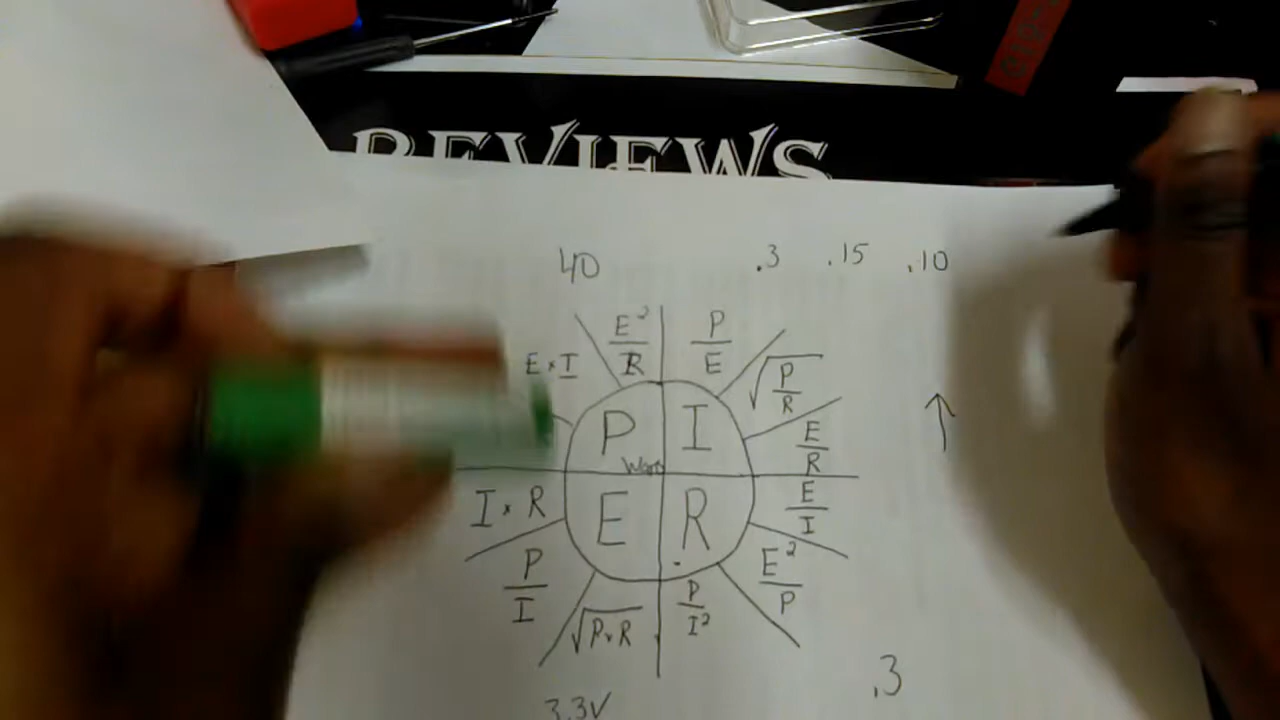 REVIEWS
40 .3 .15 .10
E²/R
P/E
E×I
√P/R
E/R
P
I
Watt
I×R
E
R
E/I
P/I
E²/P
√P×R
P/I²
3.3V
.3